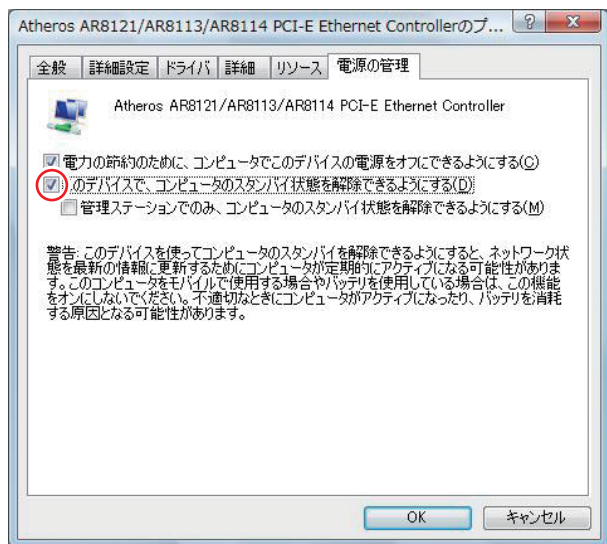 Atheros AR8121/AR8113/AR8114 PCI-E Ethernet Controllerのプ...
全般 詳細設定 ドライバ 詳細 リソース 電源の管理
Atheros AR8121/AR8113/AR8114 PCI-E Ethernet Controller
電力の節約のために、コンピュータでこのデバイスの電源をオフにできるようにする(C)
このデバイスで、コンピュータのスタンバイ状態を解除できるようにする(D)
管理ステーションでのみ、コンピュータのスタンバイ状態を解除できるようにする(M)
警告: このデバイスを使ってコンピュータのスタンバイを解除できるようにすると、ネットワーク状
態を最新の情報に更新するためにコンピュータが定期的にアクティブになる可能性がありま
す。このコンピュータをモバイルで使用する場合やバッテリを使用している場合は、この機能
をオンにしないでください。不適切なときにコンピュータがアクティブになったり、バッテリを消耗
する原因となる可能性があります。
OK キャンセル